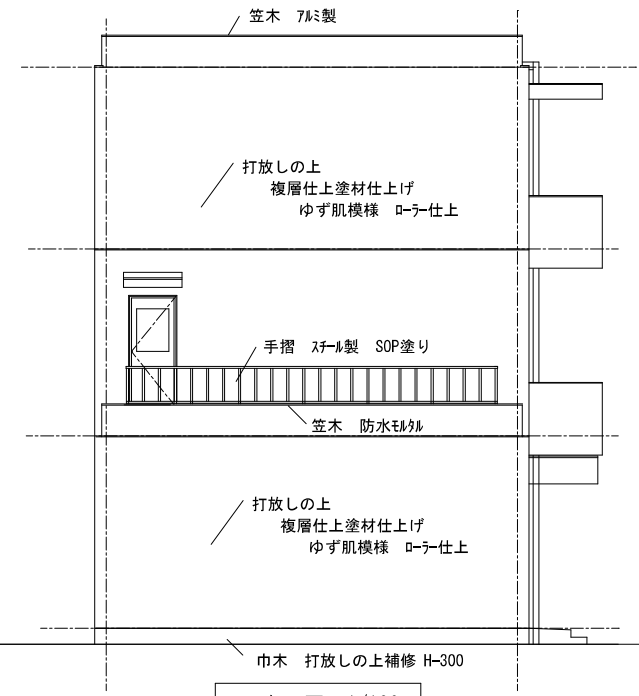 笠木　ｱﾙﾐ製
打放しの上
複層仕上塗材仕上げ
ゆず肌模様　ﾛｰﾗｰ仕上
手摺　ｽﾁｰﾙ製　SOP塗り
笠木　防水ﾓﾙﾀﾙ
打放しの上
複層仕上塗材仕上げ
ゆず肌模様　ﾛｰﾗｰ仕上
巾木　打放しの上補修 H-300